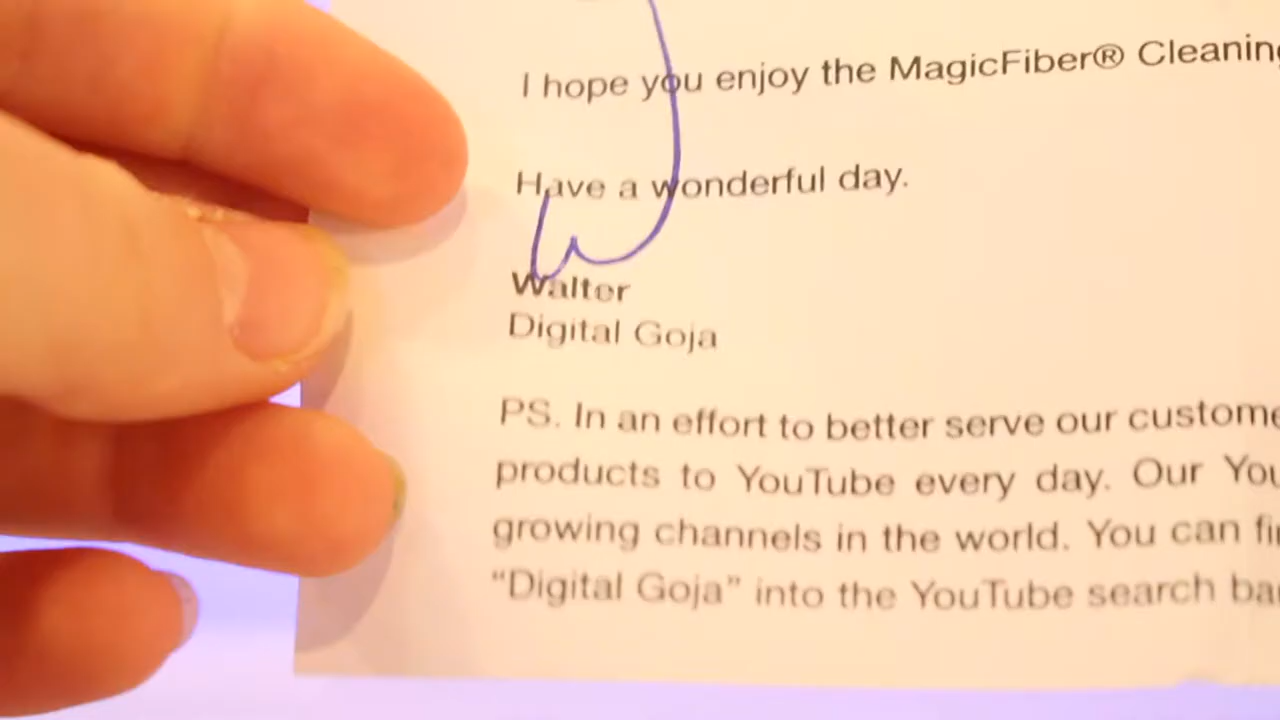 I hope you enjoy the MagicFiber® Cleaning
Have a wonderful day.
Walter
Digital Goja
PS. In an effort to better serve our custome
products to YouTube every day. Our You
growing channels in the world. You can fi
“Digital Goja” into the YouTube search ba